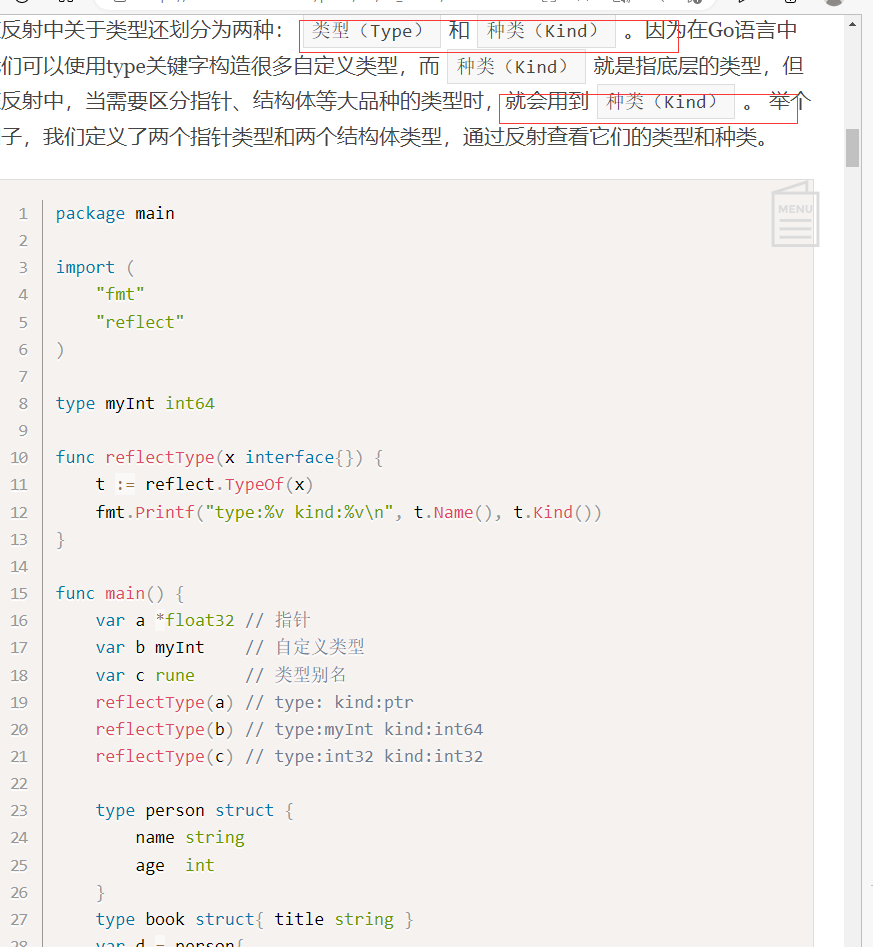 反射中关于类型还划分为两种： 类型（Type） 和 种类（Kind） 。因为在Go语言中
们可以使用type关键字构造很多自定义类型，而 种类（Kind） 就是指底层的类型，但
反射中，当需要区分指针、结构体等大品种的类型时，就会用到 种类（Kind） 。 举个
子，我们定义了两个指针类型和两个结构体类型，通过反射查看它们的类型和种类。
MENU
1 package main
2
3 import (
4     "fmt"
5     "reflect"
6 )
7
8 type myInt int64
9
10 func reflectType(x interface{}) {
11     t := reflect.TypeOf(x)
12     fmt.Printf("type:%v kind:%v\n", t.Name(), t.Kind())
13 }
14
15 func main() {
16     var a *float32 // 指针
17     var b myInt    // 自定义类型
18     var c rune     // 类型别名
19     reflectType(a) // type: kind:ptr
20     reflectType(b) // type:myInt kind:int64
21     reflectType(c) // type:int32 kind:int32
22
23     type person struct {
24         name string
25         age  int
26     }
27     type book struct{ title string }
28     var d = person{